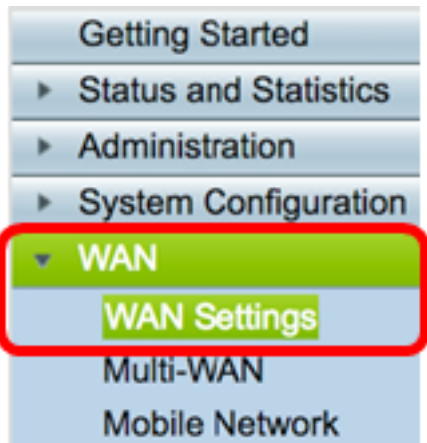 Getting Started
Status and Statistics
Administration
System Configuration
WAN
WAN Settings
Multi-WAN
Mobile Network